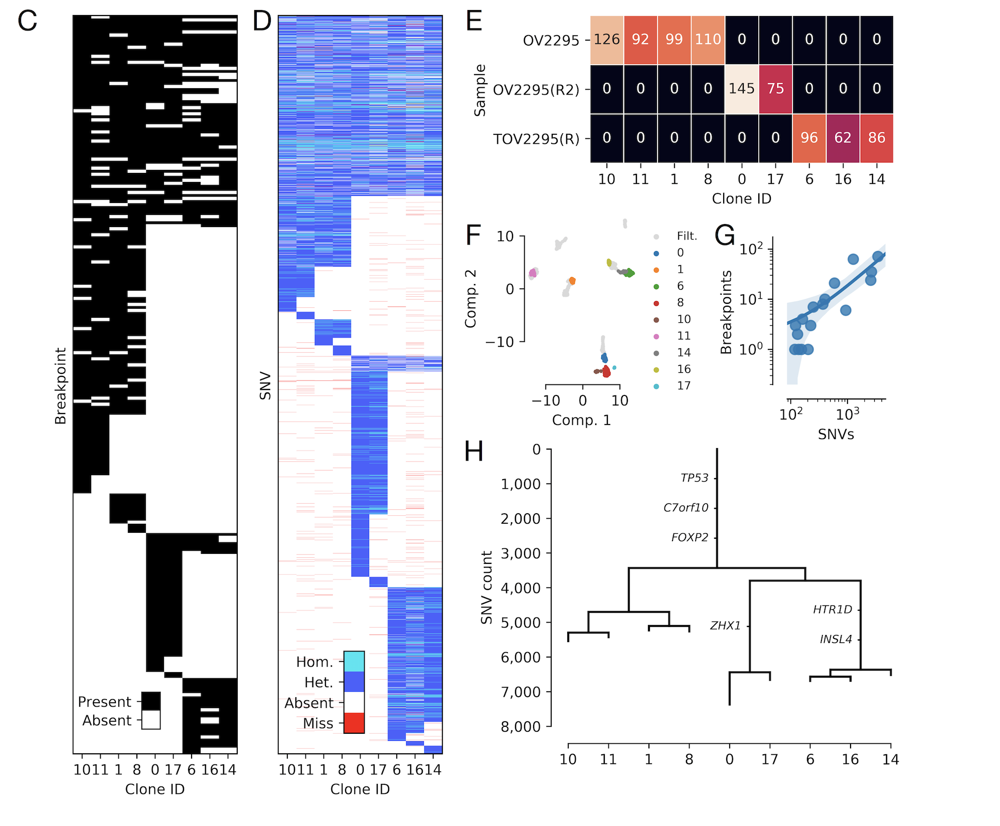 C
Breakpoint
Present
Absent
10 11 1 8 0 17 6 16 14
Clone ID
D
SNV
Hom.
Het.
Absent
Miss
10 11 1 8 0 17 6 16 14
Clone ID
E
Sample
OV2295 126 92 99 110 0 0 0 0 0
OV2295(R2) 0 0 0 0 145 75 0 0 0
TOV2295(R) 0 0 0 0 0 0 96 62 86
10 11 1 8 0 17 6 16 14
Clone ID
F
Comp. 2
10
0
−10
−10 0 10
Comp. 1
Filt.
0
1
6
8
10
11
14
16
17
G
Breakpoints
10²
10¹
10⁰
10² 10³
SNVs
H
SNV count
0
1,000
2,000
3,000
4,000
5,000
6,000
7,000
8,000
TP53
C7orf10
FOXP2
HTR1D
ZHX1
INSL4
10 11 1 8 0 17 6 16 14